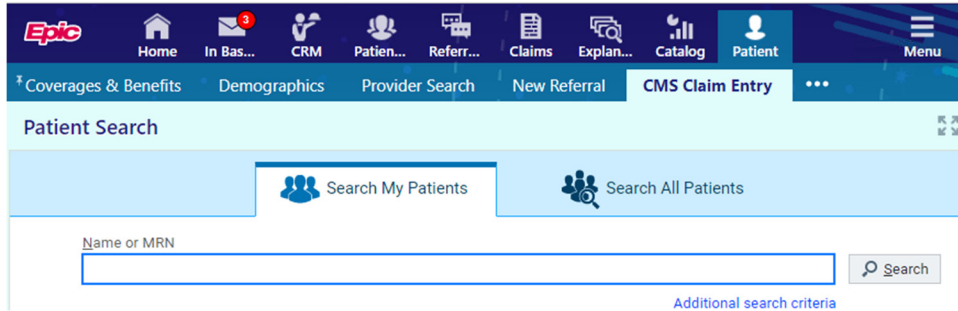 Epic
Home In Bas... 3 CRM Patien... Referr... Claims Explan... Catalog Patient Menu
Coverages & Benefits Demographics Provider Search New Referral CMS Claim Entry •••
Patient Search
Search My Patients Search All Patients
Name or MRN
Search
Additional search criteria